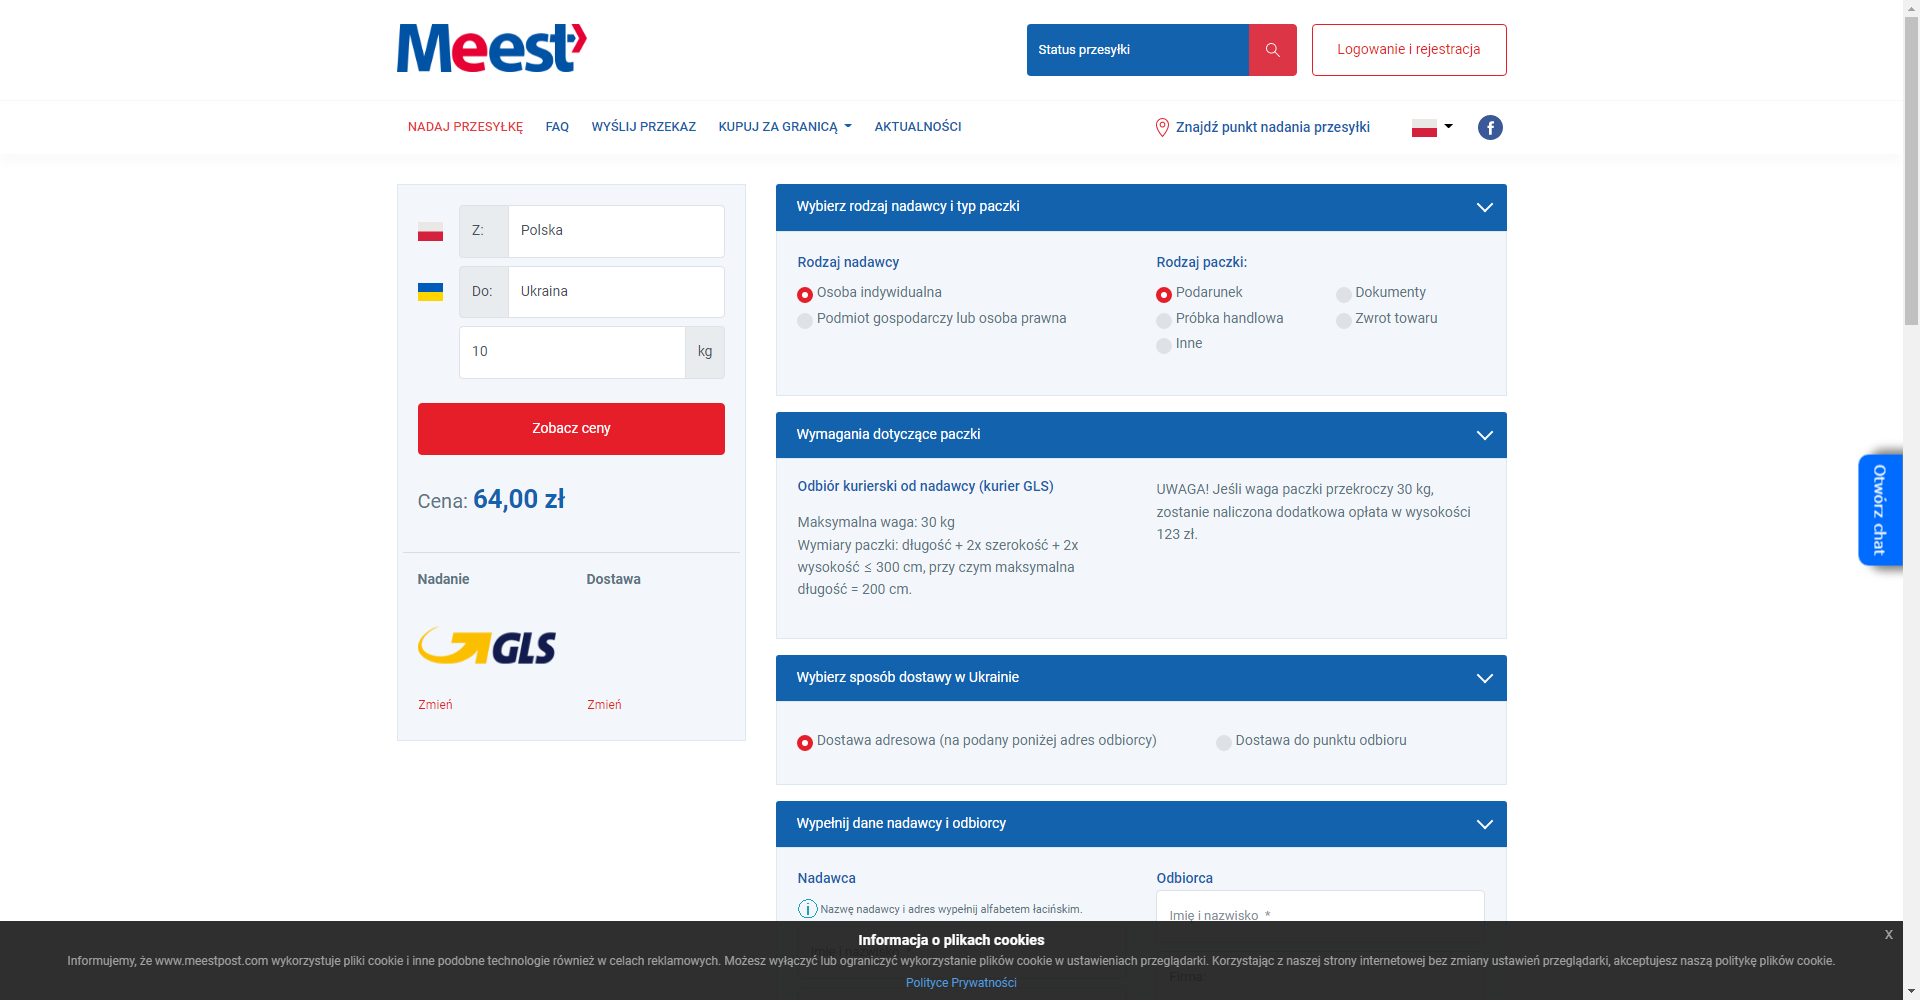 Meest
Status przesyłki
Logowanie i rejestracja
NADAJ PRZESYŁKĘ
FAQ
WYŚLIJ PRZEKAZ
KUPUJ ZA GRANICĄ
AKTUALNOŚCI
Znajdź punkt nadania przesyłki
Z:
Polska
Do:
Ukraina
10
kg
Zobacz ceny
Cena: 64,00 zł
Nadanie
Dostawa
GLS
Zmień
Zmień
Wybierz rodzaj nadawcy i typ paczki
Rodzaj nadawcy
Osoba indywidualna
Podmiot gospodarczy lub osoba prawna
Rodzaj paczki:
Podarunek
Dokumenty
Próbka handlowa
Zwrot towaru
Inne
Wymagania dotyczące paczki
Odbiór kurierski od nadawcy (kurier GLS)
Maksymalna waga: 30 kg
Wymiary paczki: długość + 2x szerokość + 2x
wysokość ≤ 300 cm, przy czym maksymalna
długość = 200 cm.
UWAGA! Jeśli waga paczki przekroczy 30 kg,
zostanie naliczona dodatkowa opłata w wysokości
123 zł.
Wybierz sposób dostawy w Ukrainie
Dostawa adresowa (na podany poniżej adres odbiorcy)
Dostawa do punktu odbioru
Wypełnij dane nadawcy i odbiorcy
Nadawca
Nazwę nadawcy i adres wypełnij alfabetem łacińskim.
Odbiorca
Imię i nazwisko *
Otwórz chat
Informacja o plikach cookies
x
Informujemy, że www.meestpost.com wykorzystuje pliki cookie i inne podobne technologie również w celach reklamowych. Możesz wyłączyć lub ograniczyć wykorzystanie plików cookie w ustawieniach przeglądarki. Korzystając z naszej strony internetowej bez zmiany ustawień przeglądarki, akceptujesz naszą politykę plików cookie.
Polityce Prywatności